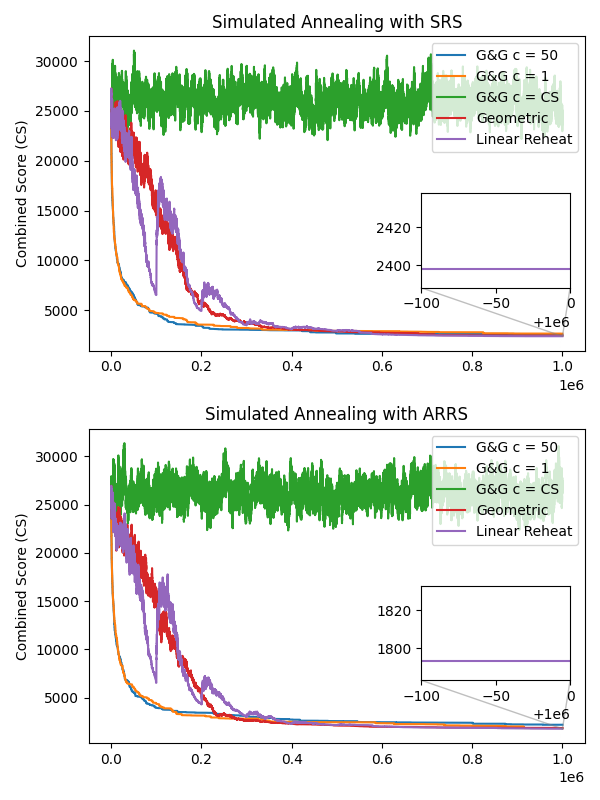 Simulated Annealing with SRS
Combined Score (CS)
30000
25000
20000
15000
10000
5000
G&G c = 50
G&G c = 1
G&G c = CS
Geometric
Linear Reheat
2420
2400
−100 −50 0
+1e6
0.0 0.2 0.4 0.6 0.8 1.0
1e6
Simulated Annealing with ARRS
Combined Score (CS)
30000
25000
20000
15000
10000
5000
G&G c = 50
G&G c = 1
G&G c = CS
Geometric
Linear Reheat
1820
1800
−100 −50 0
+1e6
0.0 0.2 0.4 0.6 0.8 1.0
1e6